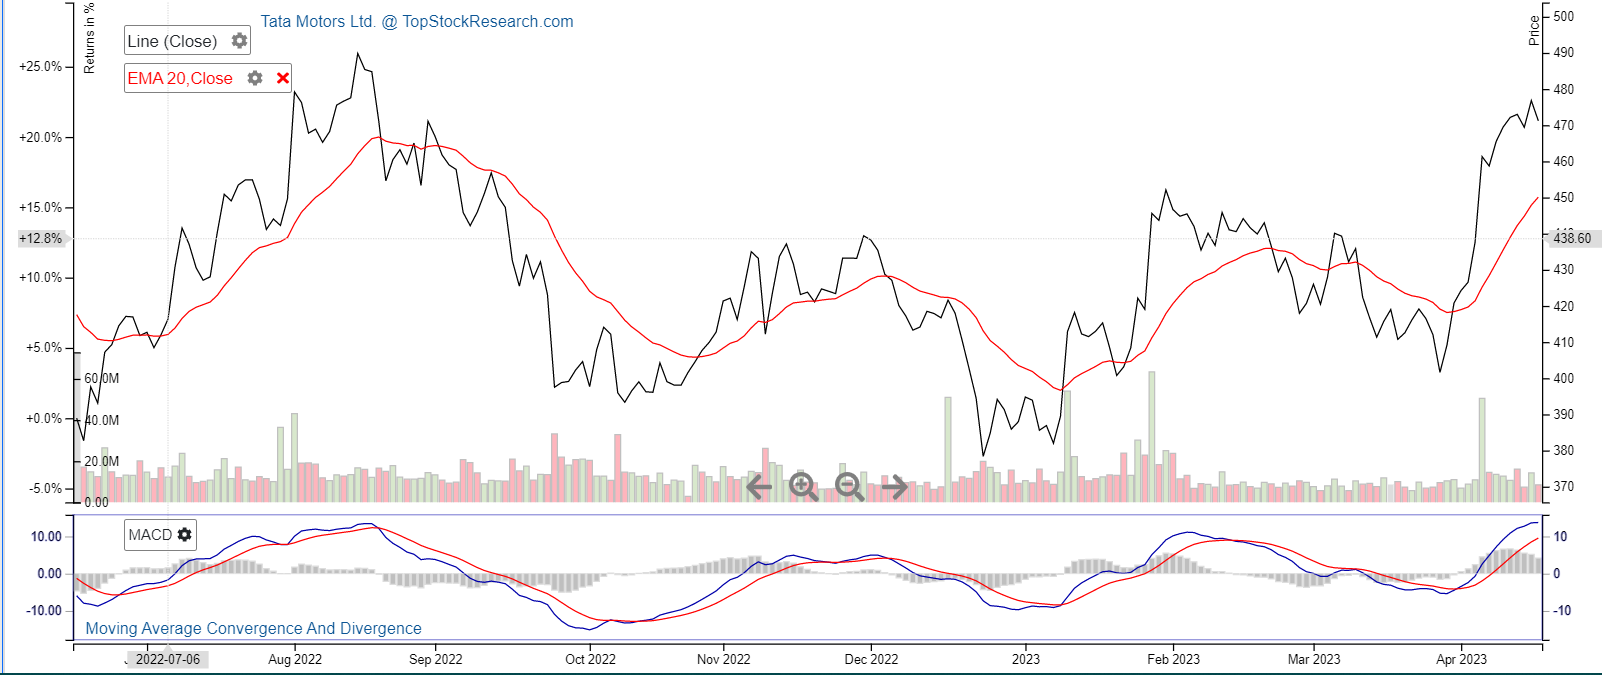 Returns in %
Tata Motors Ltd. @ TopStockResearch.com
Price
Line (Close)
EMA 20,Close
+25.0%
+20.0%
+15.0%
+12.8%
+10.0%
+5.0%
+0.0%
-5.0%
60.0M
40.0M
20.0M
0.00
500
490
480
470
460
450
438.60
430
420
410
400
390
380
370
MACD
10.00
0.00
-10.00
10
0
-10
Moving Average Convergence And Divergence
2022-07-06
Aug 2022
Sep 2022
Oct 2022
Nov 2022
Dec 2022
2023
Feb 2023
Mar 2023
Apr 2023